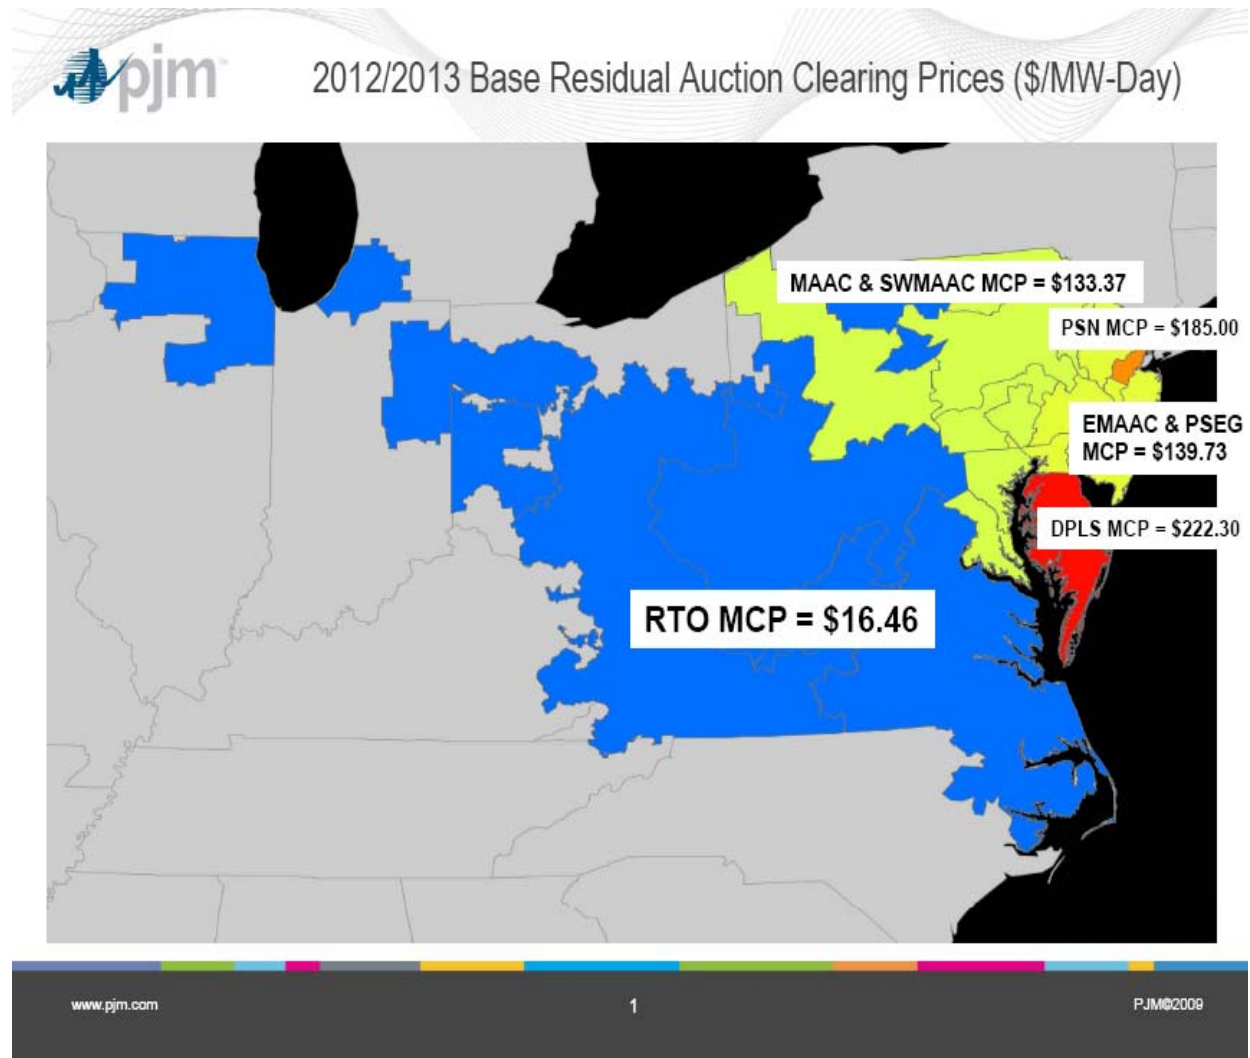 pjm™
2012/2013 Base Residual Auction Clearing Prices ($/MW-Day)
MAAC & SWMAAC MCP = $133.37
PSN MCP = $185.00
EMAAC & PSEG
MCP = $139.73
DPLS MCP = $222.30
RTO MCP = $16.46
www.pjm.com
1
PJM©2009